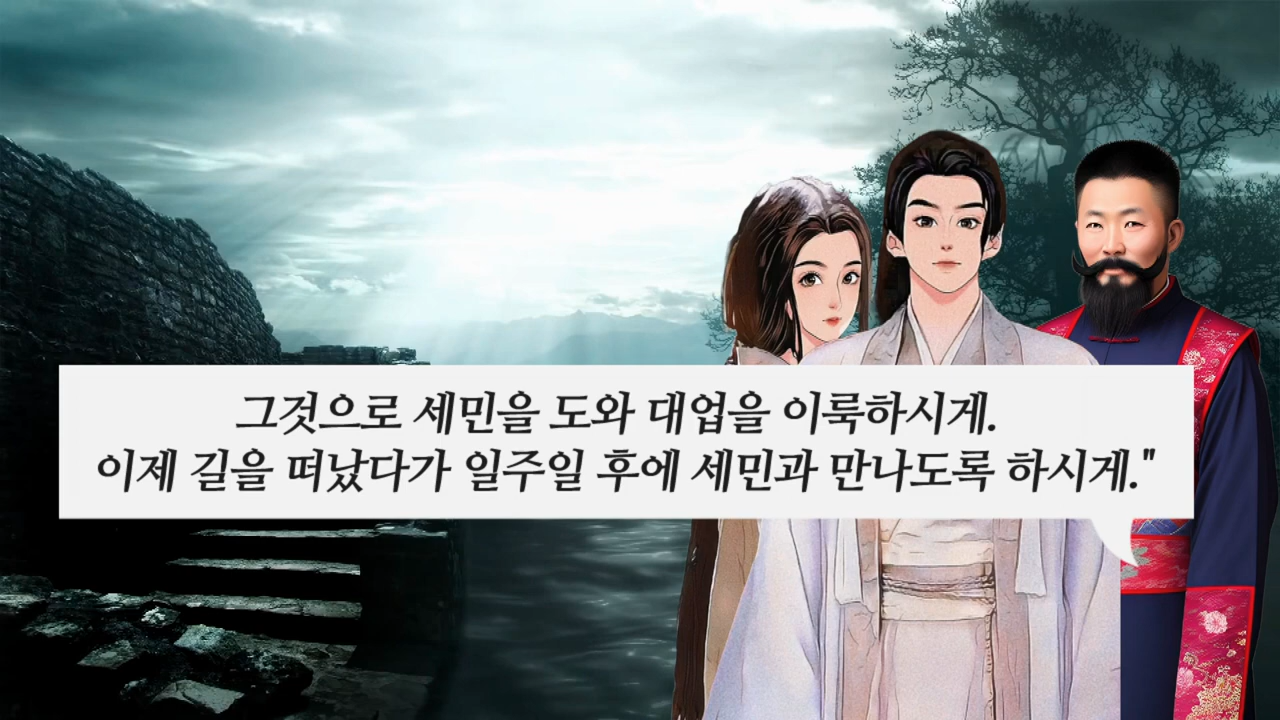 그것으로 세민을 도와 대업을 이룩하시게.
이제 길을 떠났다가 일주일 후에 세민과 만나도록 하시게."